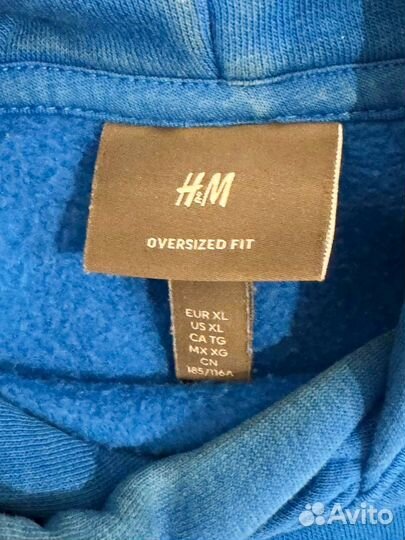 H&M
OVERSIZED FIT
EUR XL
US XL
CA TG
MX XG
CN
185/116A
Avito